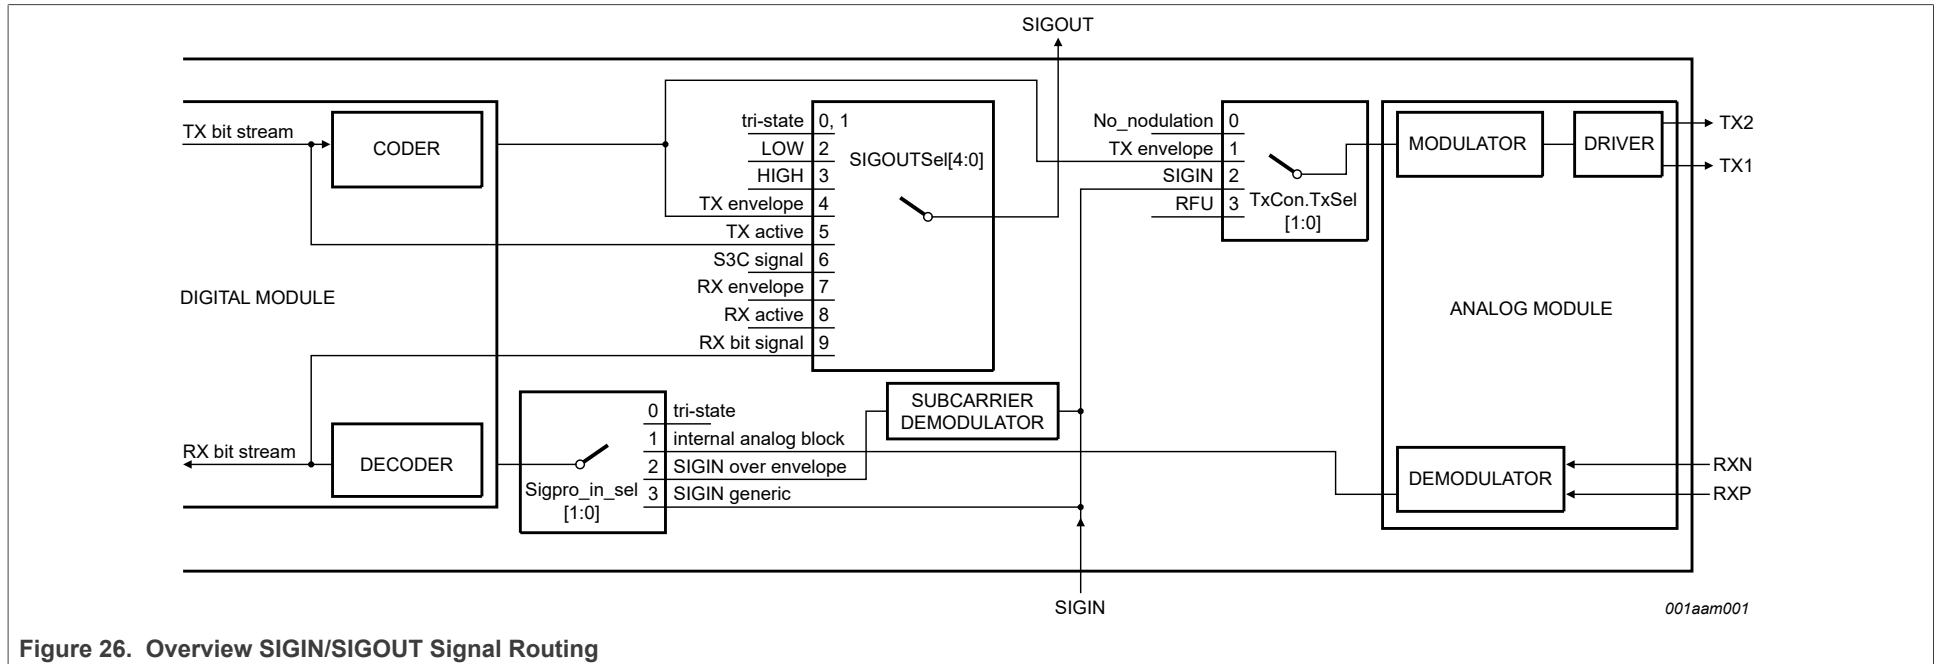 SIGOUT
TX bit stream
CODER
tri-state 0, 1
LOW 2
HIGH 3
TX envelope 4
TX active 5
S3C signal 6
RX envelope 7
RX active 8
RX bit signal 9
SIGOUTSel[4:0]
No_nodulation 0
TX envelope 1
SIGIN 2
RFU 3
TxCon.TxSel
[1:0]
MODULATOR
DRIVER
TX2
TX1
DIGITAL MODULE
ANALOG MODULE
RX bit stream
DECODER
0 tri-state
1 internal analog block
2 SIGIN over envelope
3 SIGIN generic
Sigpro_in_sel
[1:0]
SUBCARRIER
DEMODULATOR
DEMODULATOR
RXN
RXP
SIGIN
001aam001
Figure 26. Overview SIGIN/SIGOUT Signal Routing